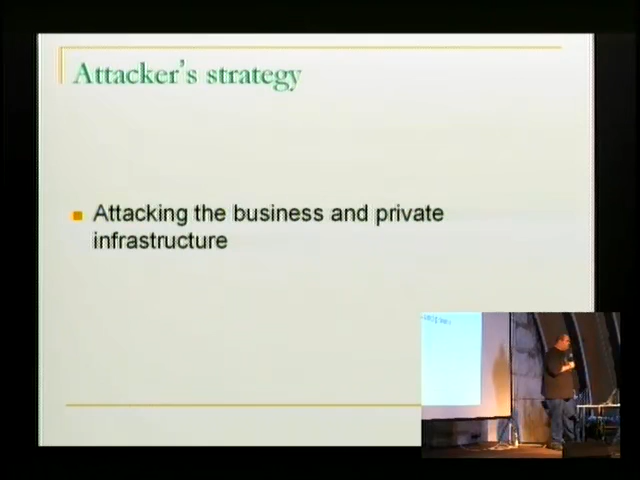 Attacker's strategy
Attacking the business and private
infrastructure